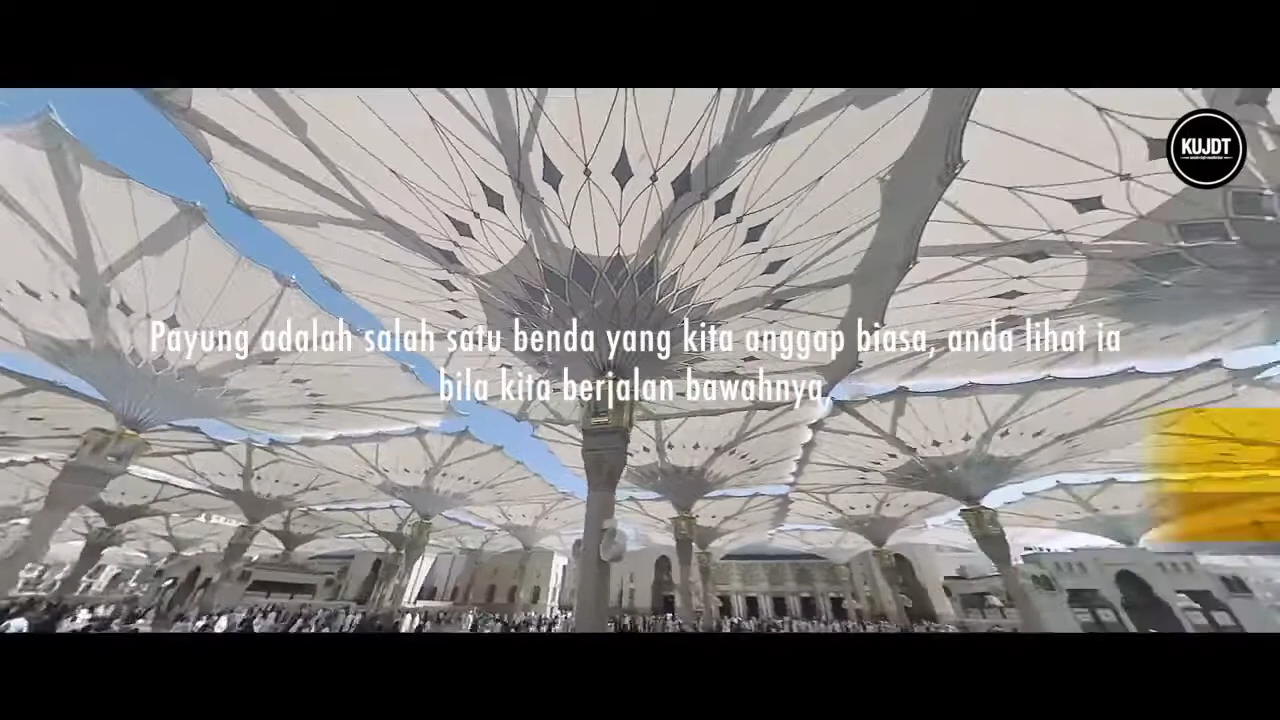 KUJDT
Payung adalah salah satu benda yang kita anggap biasa, anda lihat ia
bila kita berjalan bawahnya,